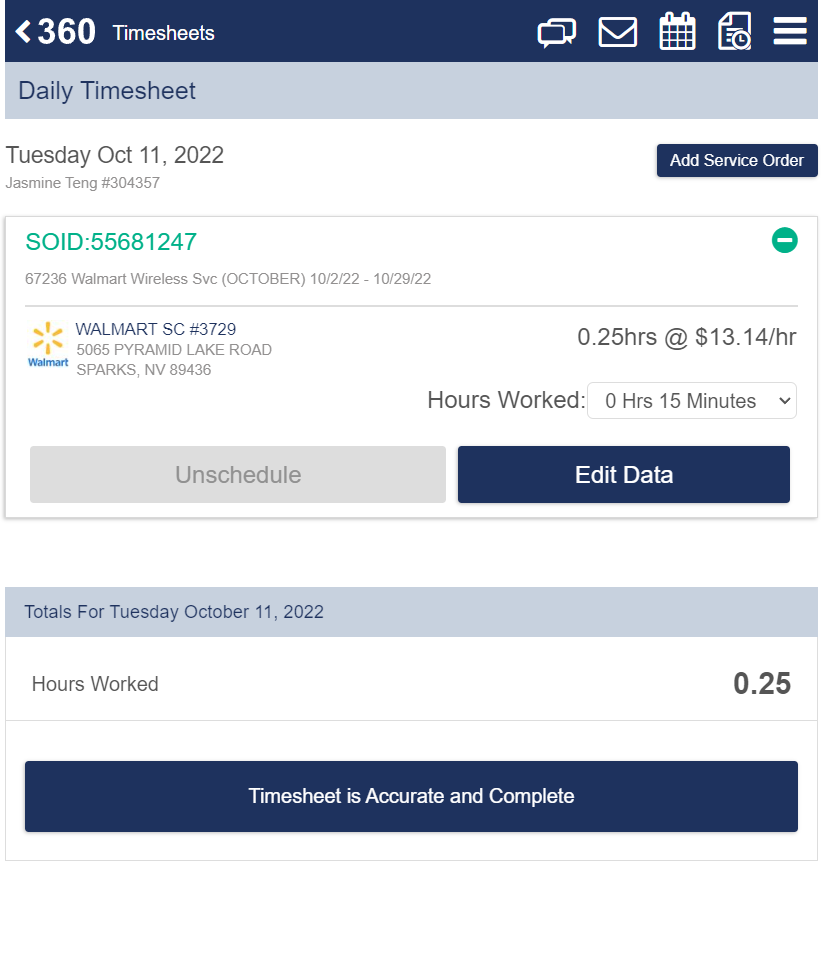 360 Timesheets
Daily Timesheet
Tuesday Oct 11, 2022
Add Service Order
Jasmine Teng #304357
SOID:55681247
67236 Walmart Wireless Svc (OCTOBER) 10/2/22 - 10/29/22
WALMART SC #3729
0.25hrs @ $13.14/hr
5065 PYRAMID LAKE ROAD
Walmart
SPARKS, NV 89436
Hours Worked: 0 Hrs 15 Minutes
Unschedule
Edit Data
Totals For Tuesday October 11, 2022
Hours Worked
0.25
Timesheet is Accurate and Complete